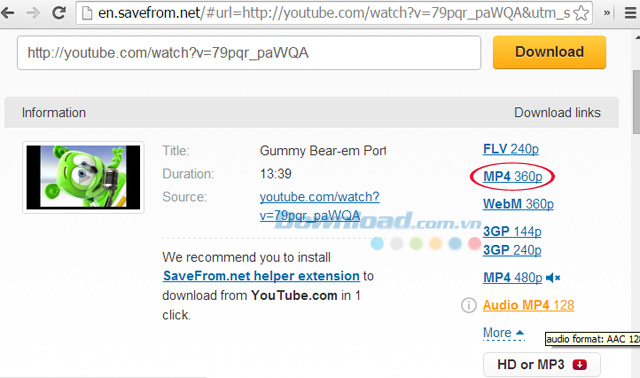 en.savefrom.net/#url=http://youtube.com/watch?v=79pqr_paWQA&utm_s
http://youtube.com/watch?v=79pqr_paWQA
Download
Information
Download links
Title:
Gummy Bear-em Port
Duration:
13:39
Source:
youtube.com/watch?
v=79pqr_paWQA
We recommend you to install
SaveFrom.net helper extension to
download from YouTube.com in 1
click.
FLV 240p
MP4 360p
WebM 360p
3GP 144p
3GP 240p
MP4 480p
Audio MP4 128
More
audio format: AAC 128
HD or MP3
Download.com.vn